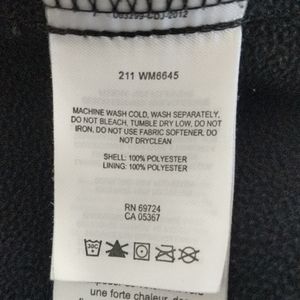 211 WM6645
MACHINE WASH COLD, WASH SEPARATELY,
DO NOT BLEACH, TUMBLE DRY LOW. DO NOT
IRON, DO NOT USE FABRIC SOFTENER. DO
NOT DRYCLEAN
SHELL: 100% POLYESTER
LINING: 100% POLYESTER
RN 69724
CA 05367
une forte chaleur, des